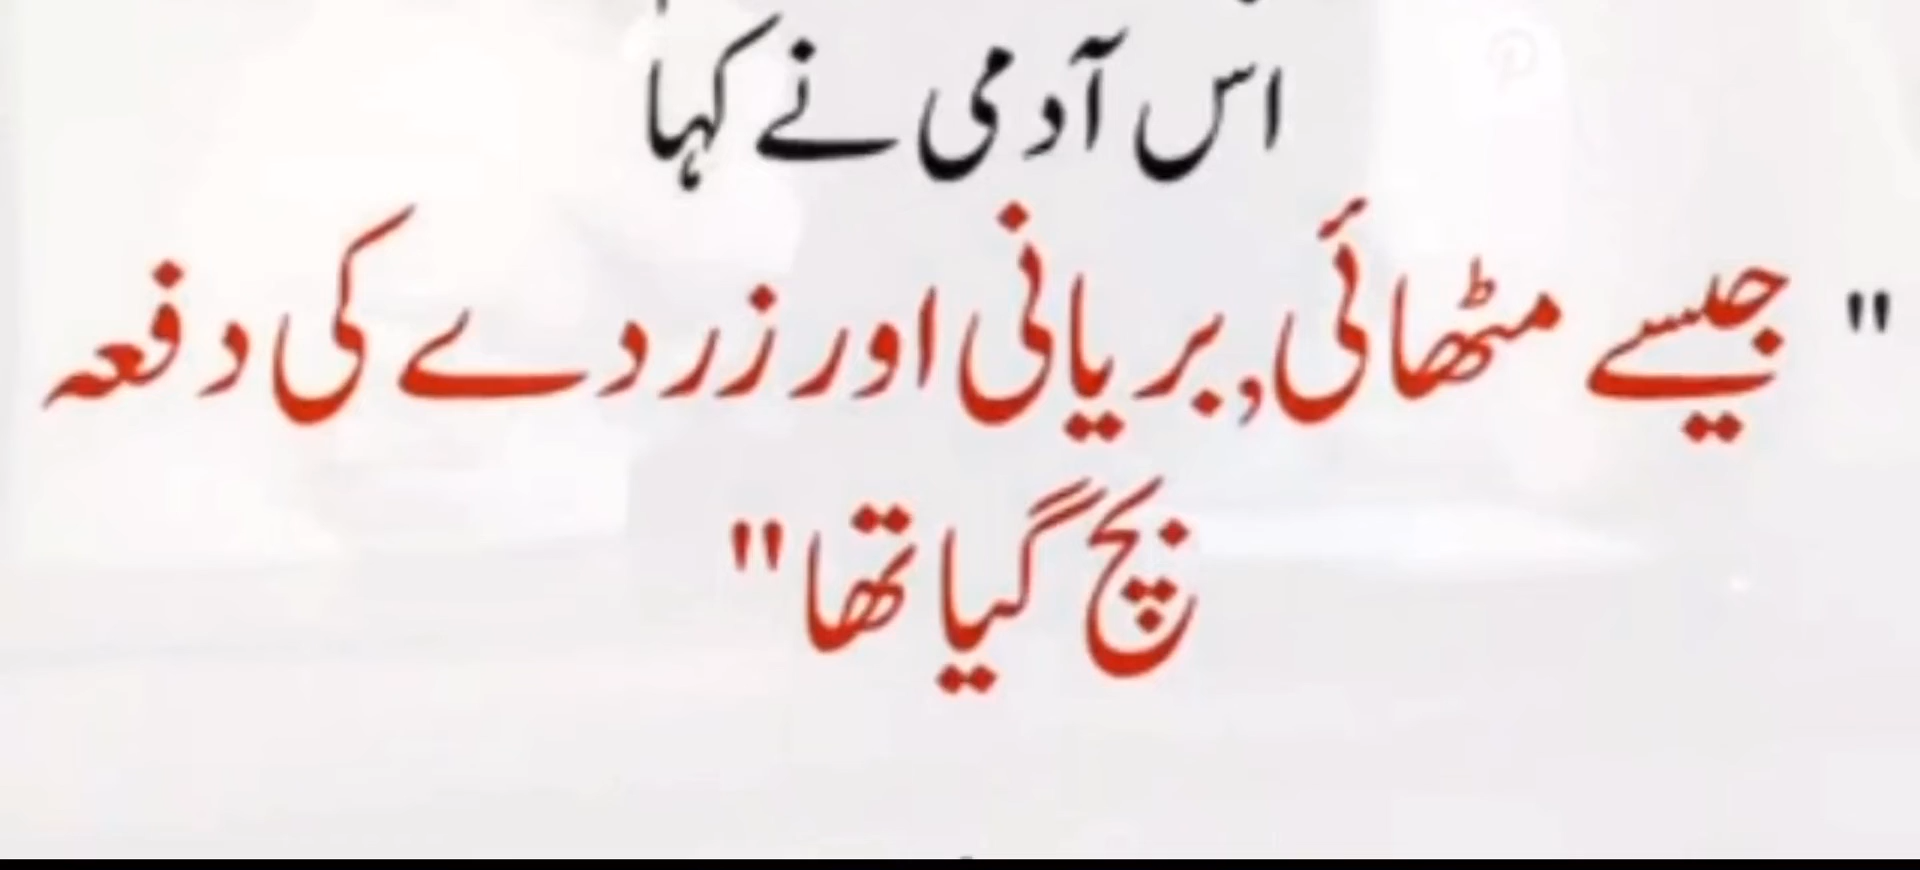 اس آدمی نے کہا
" جیسے مٹھائی, بریانی اور زردے کی دفعہ
بچ گیا تھا"